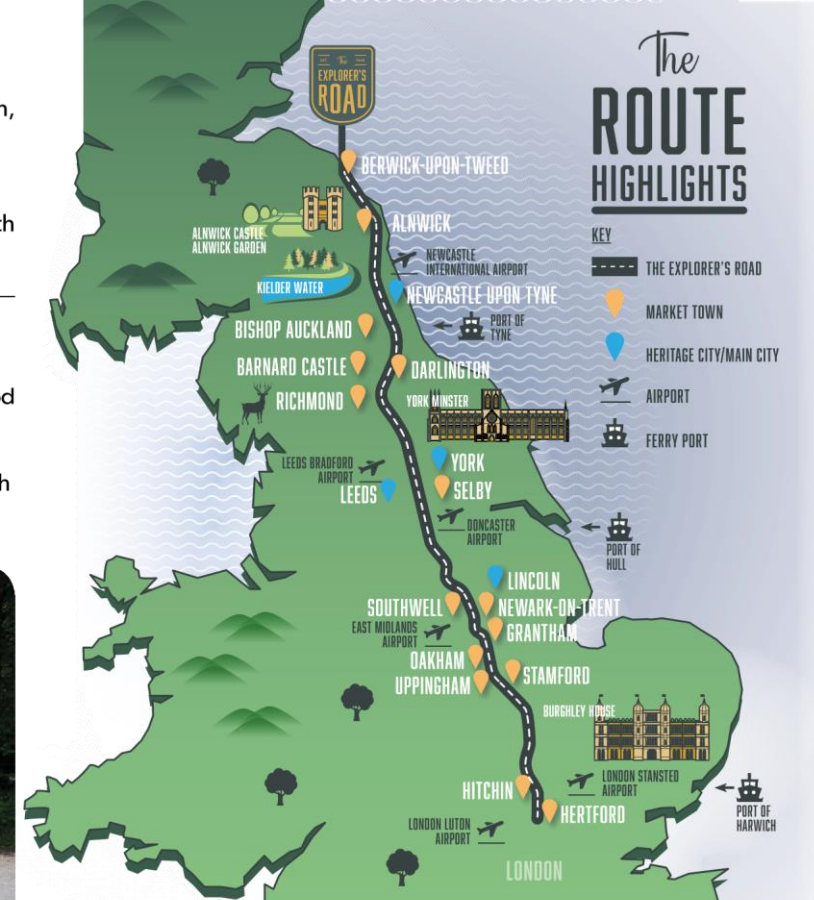 The
EXPLORER'S
ROAD
The
ROUTE
HIGHLIGHTS
KEY
THE EXPLORER'S ROAD
MARKET TOWN
HERITAGE CITY/MAIN CITY
AIRPORT
FERRY PORT
BERWICK-UPON-TWEED
ALNWICK
ALNWICK CASTLE
ALNWICK GARDEN
NEWCASTLE
INTERNATIONAL AIRPORT
KIELDER WATER
NEWCASTLE UPON TYNE
PORT OF
TYNE
BISHOP AUCKLAND
BARNARD CASTLE
DARLINGTON
RICHMOND
YORK MINSTER
YORK
LEEDS BRADFORD
AIRPORT
LEEDS
SELBY
DONCASTER
AIRPORT
PORT OF
HULL
LINCOLN
SOUTHWELL
NEWARK-ON-TRENT
EAST MIDLANDS
AIRPORT
GRANTHAM
OAKHAM
UPPINGHAM
STAMFORD
BURGHLEY HOUSE
HITCHIN
LONDON STANSTED
AIRPORT
HERTFORD
PORT OF
HARWICH
LONDON LUTON
AIRPORT
LONDON